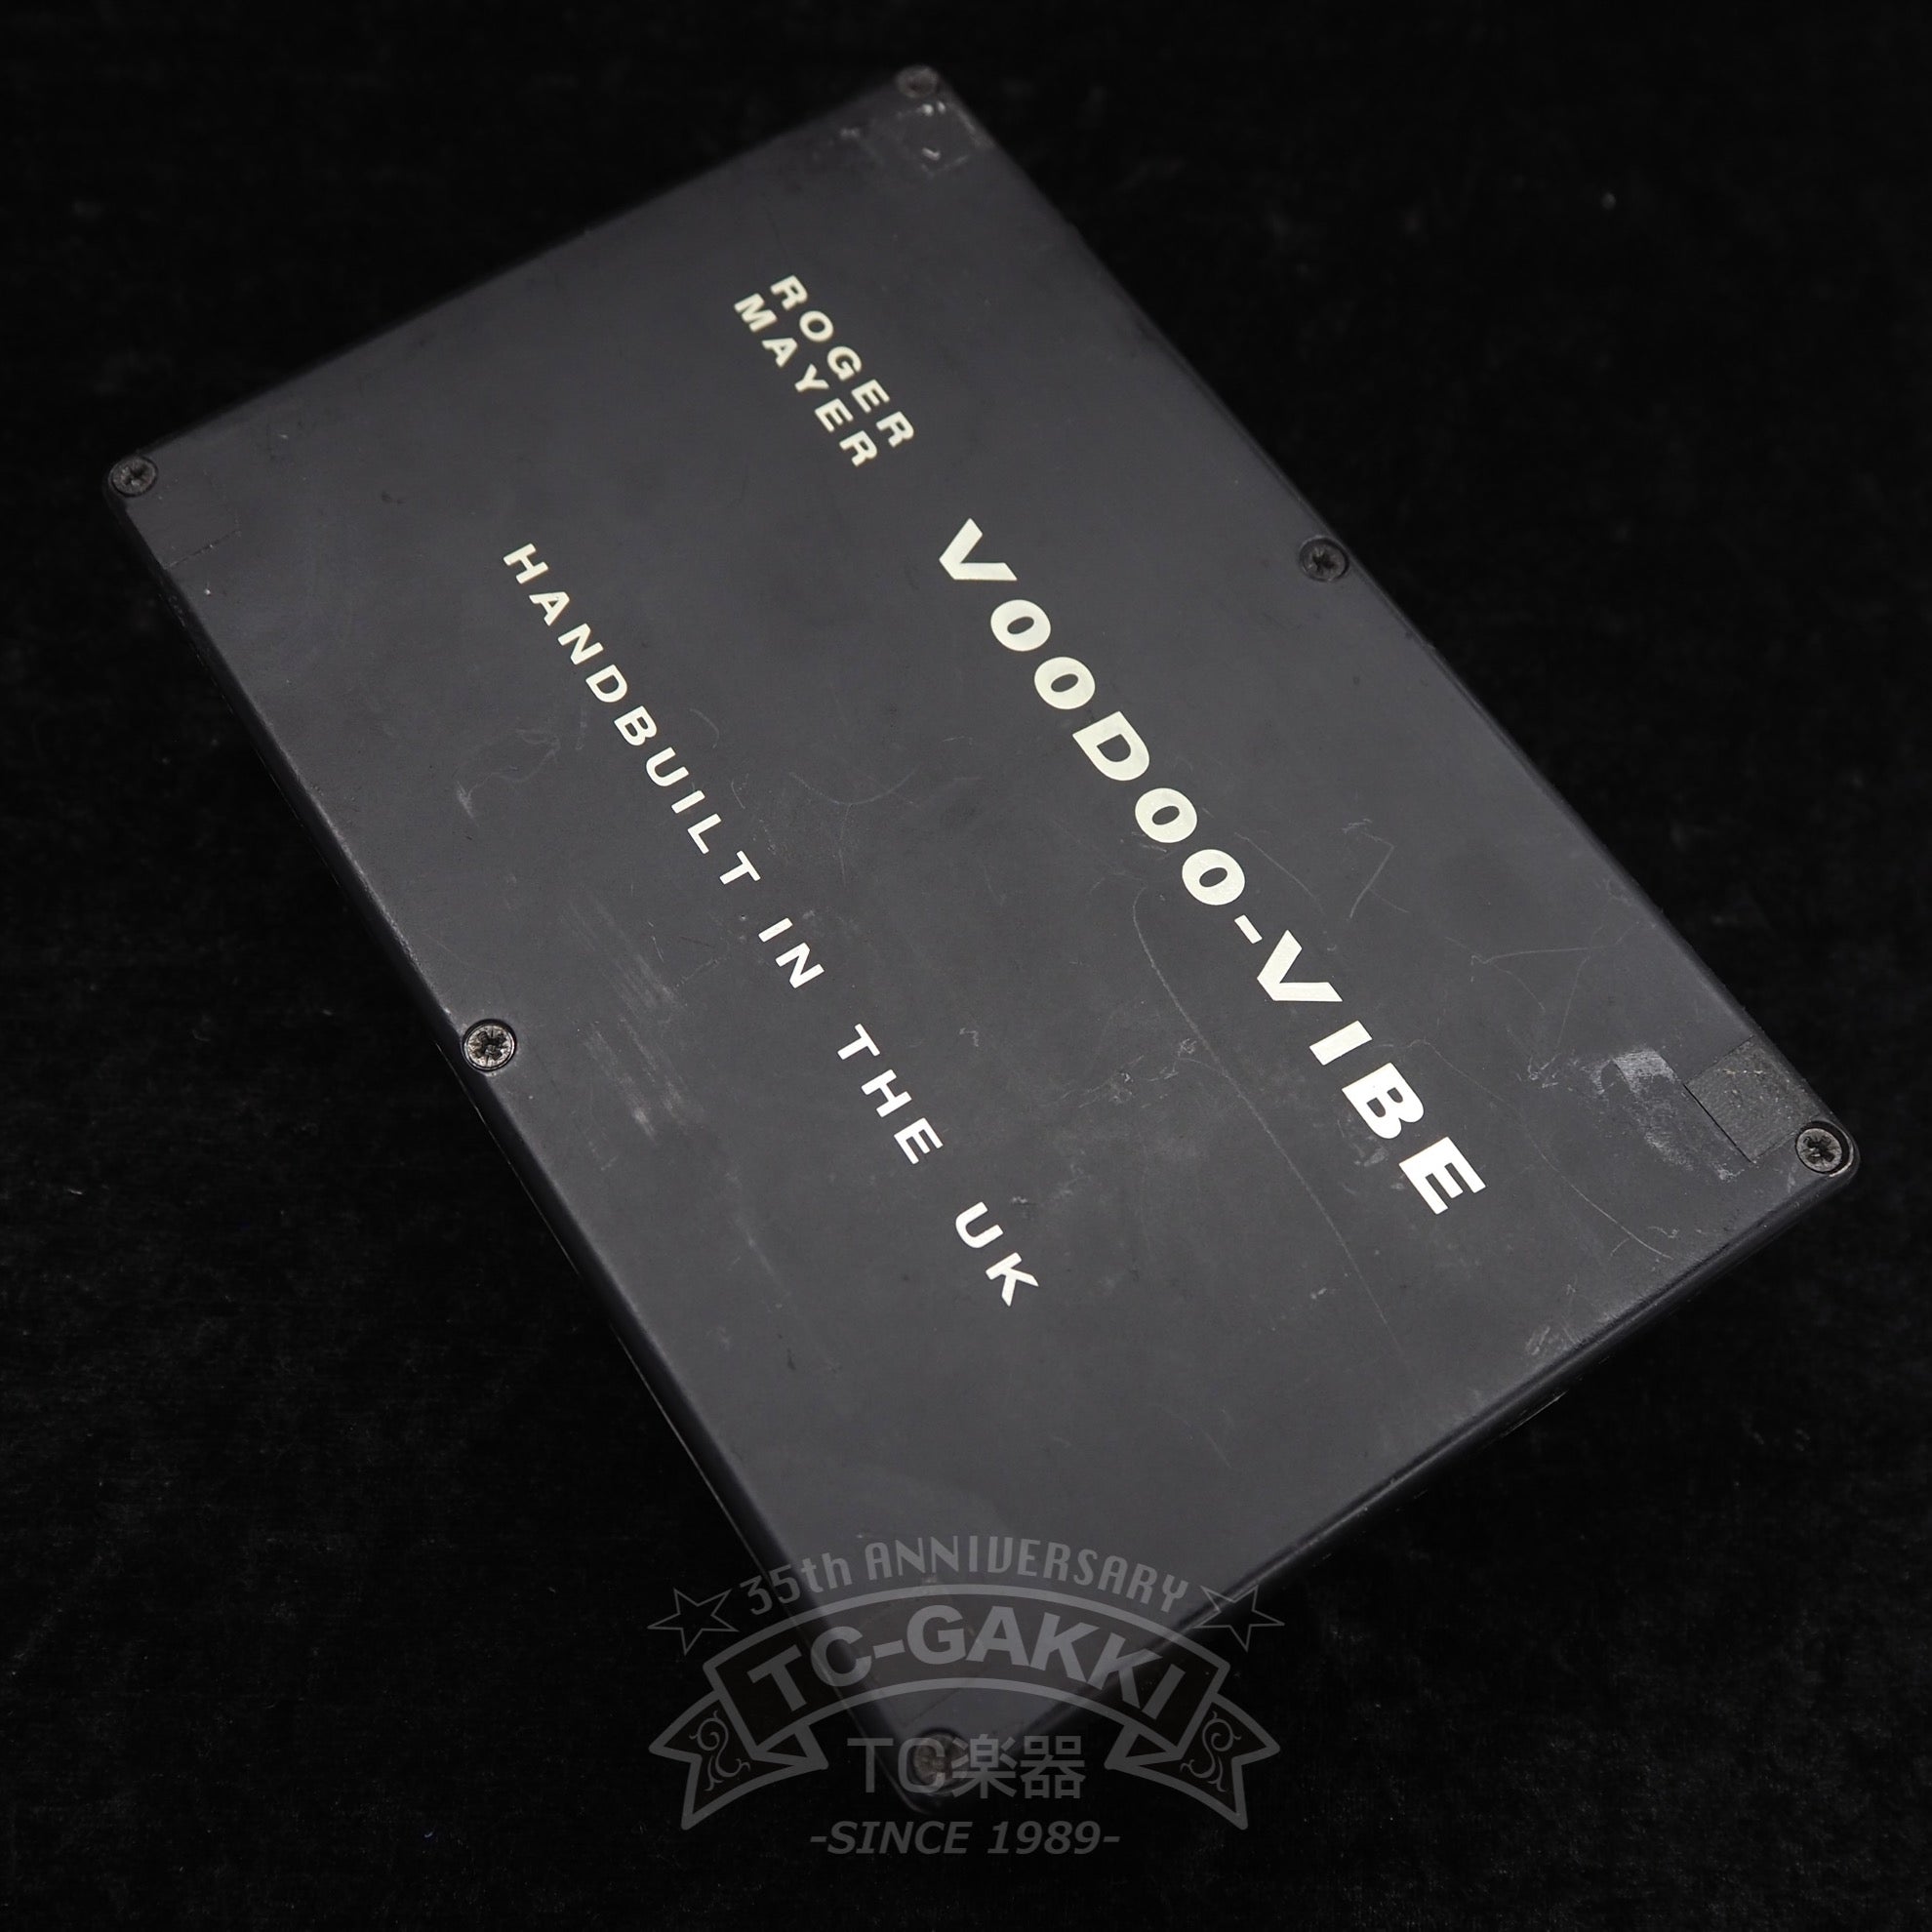 ROGER
MAYER
VOODOO-VIBE
HANDBUILT IN THE UK
35th ANNIVERSARY
TC-GAKKI
TC楽器
-SINCE 1989-